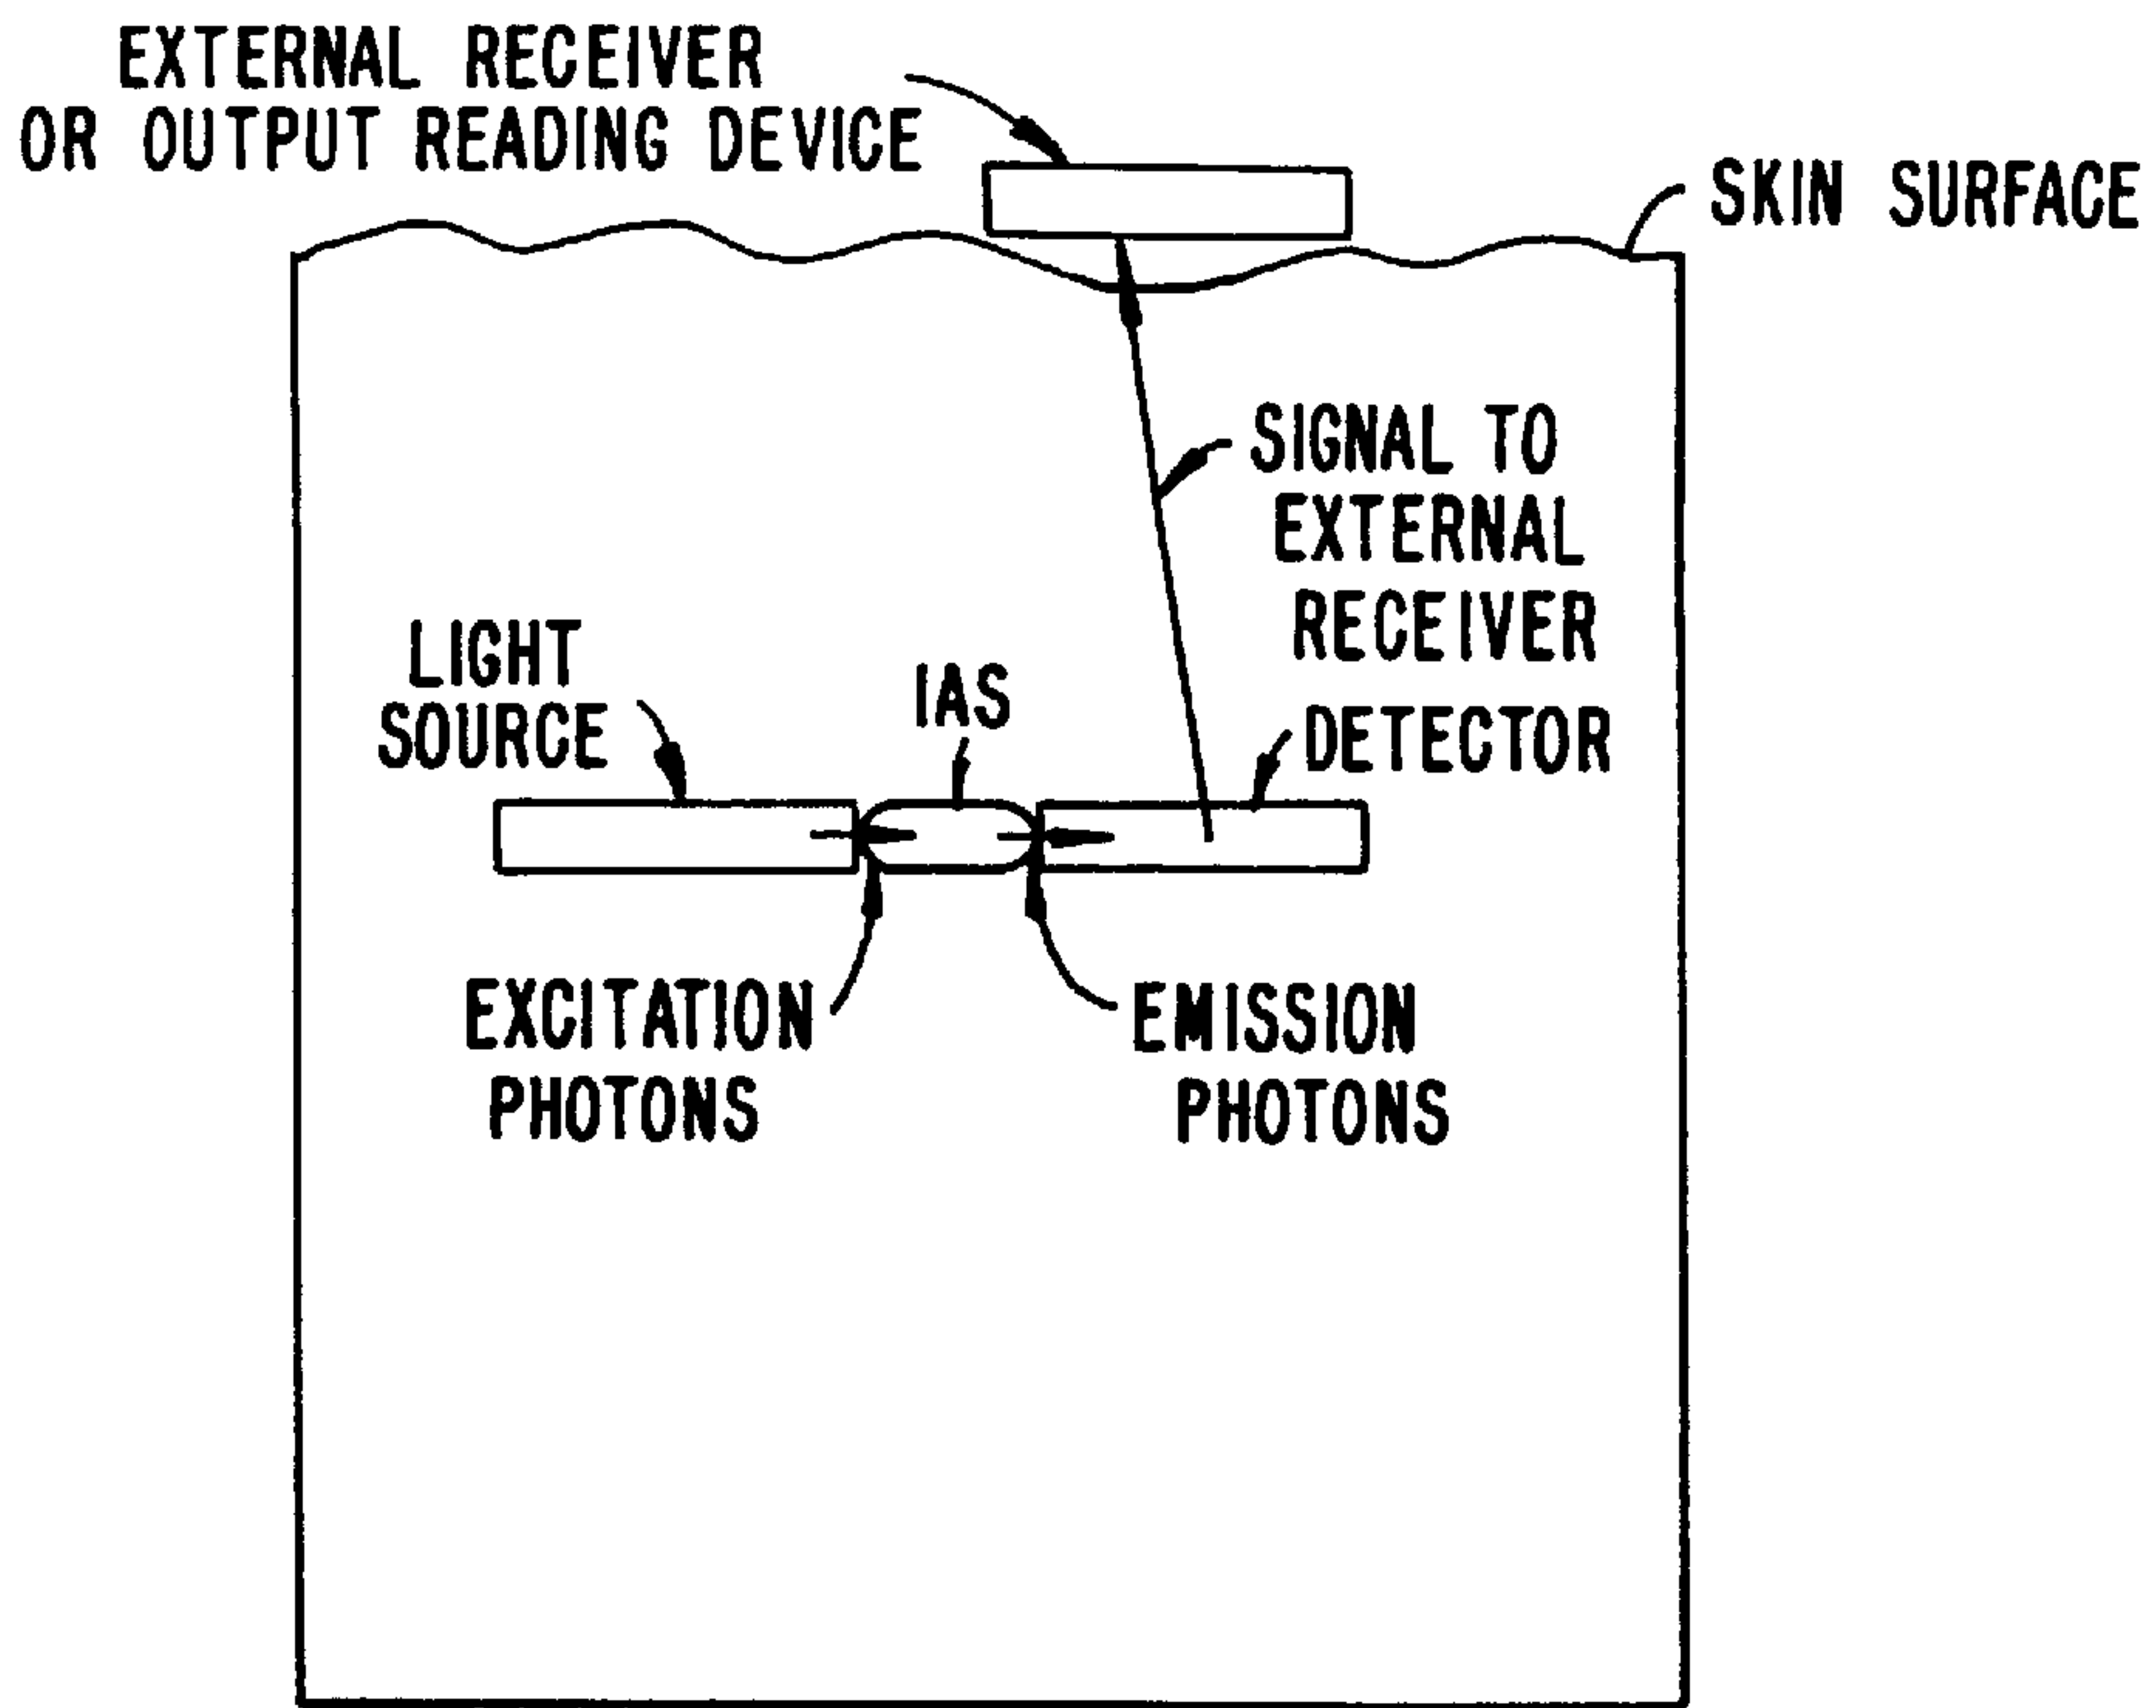 EXTERNAL RECEIVER
OR OUTPUT READING DEVICE
SKIN SURFACE
SIGNAL TO
EXTERNAL
RECEIVER
LIGHT
SOURCE
IAS
DETECTOR
EXCITATION
PHOTONS
EMISSION
PHOTONS